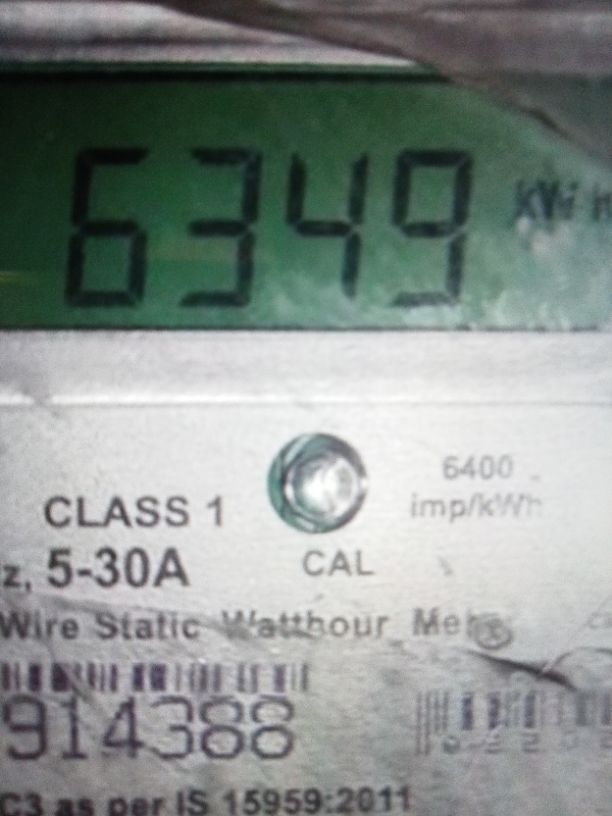 6349 kWh
6400
imp/kWh
CLASS 1
CAL
z, 5-30A
Wire Static Watthour
914388
C3 as per IS 15959:2011